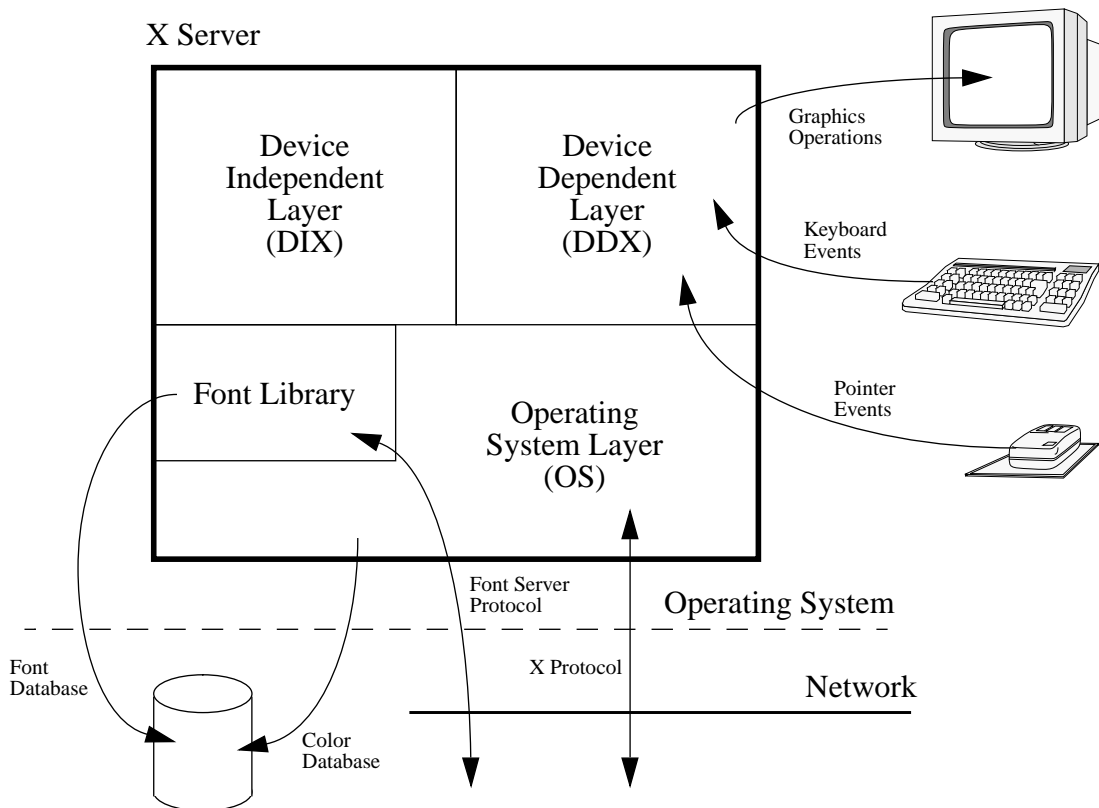 X Server
Device
Independent
Layer
(DIX)
Device
Dependent
Layer
(DDX)
Graphics
Operations
Keyboard
Events
Font Library
Operating
System Layer
(OS)
Pointer
Events
Font Server
Protocol
Operating System
Font
Database
X Protocol
Network
Color
Database